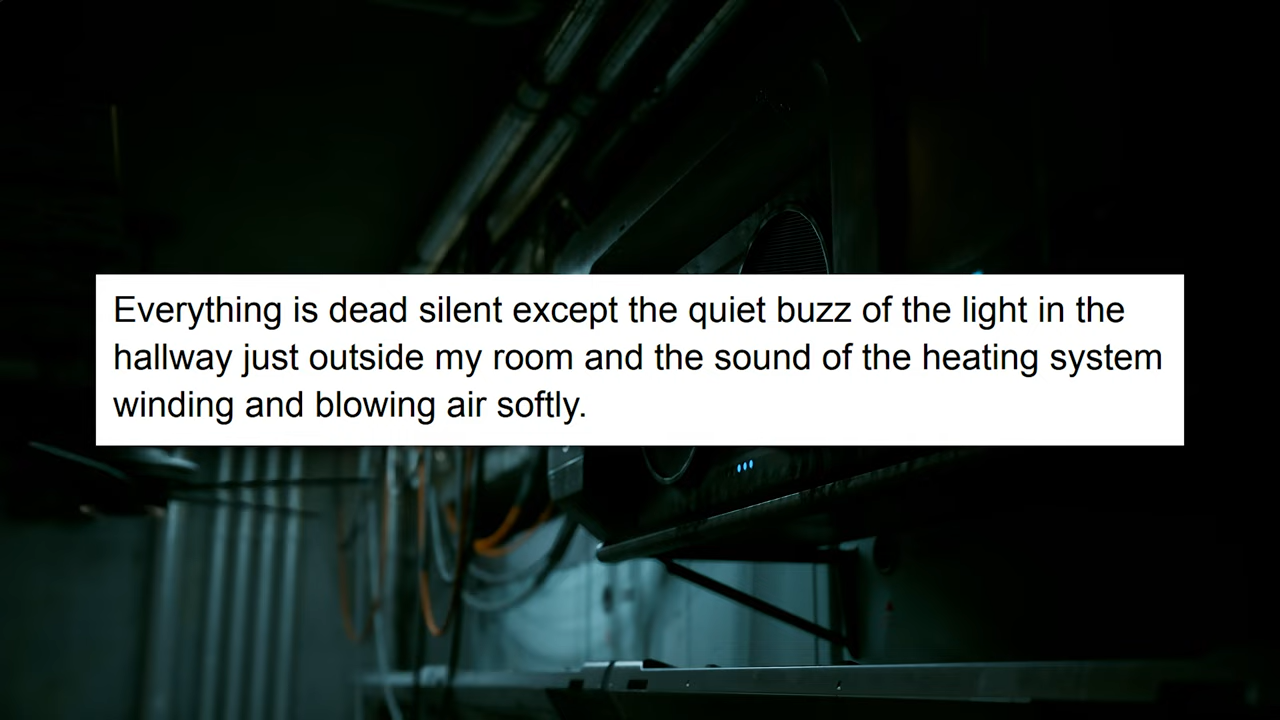 Everything is dead silent except the quiet buzz of the light in the
hallway just outside my room and the sound of the heating system
winding and blowing air softly.